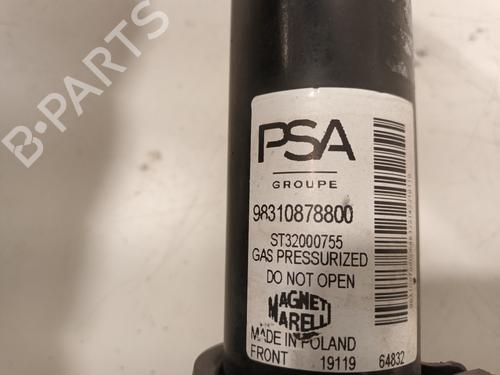 B-PARTS
PSA
GROUPE
98310878800
ST32000755
GAS PRESSURIZED
DO NOT OPEN
MAGNETI
MARELLI
MADE IN POLAND
FRONT 19119 64832